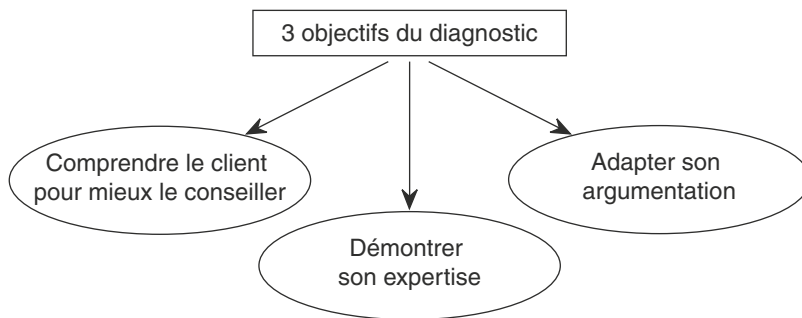 3 objectifs du diagnostic
Comprendre le client
pour mieux le conseiller
Adapter son
argumentation
Démontrer
son expertise